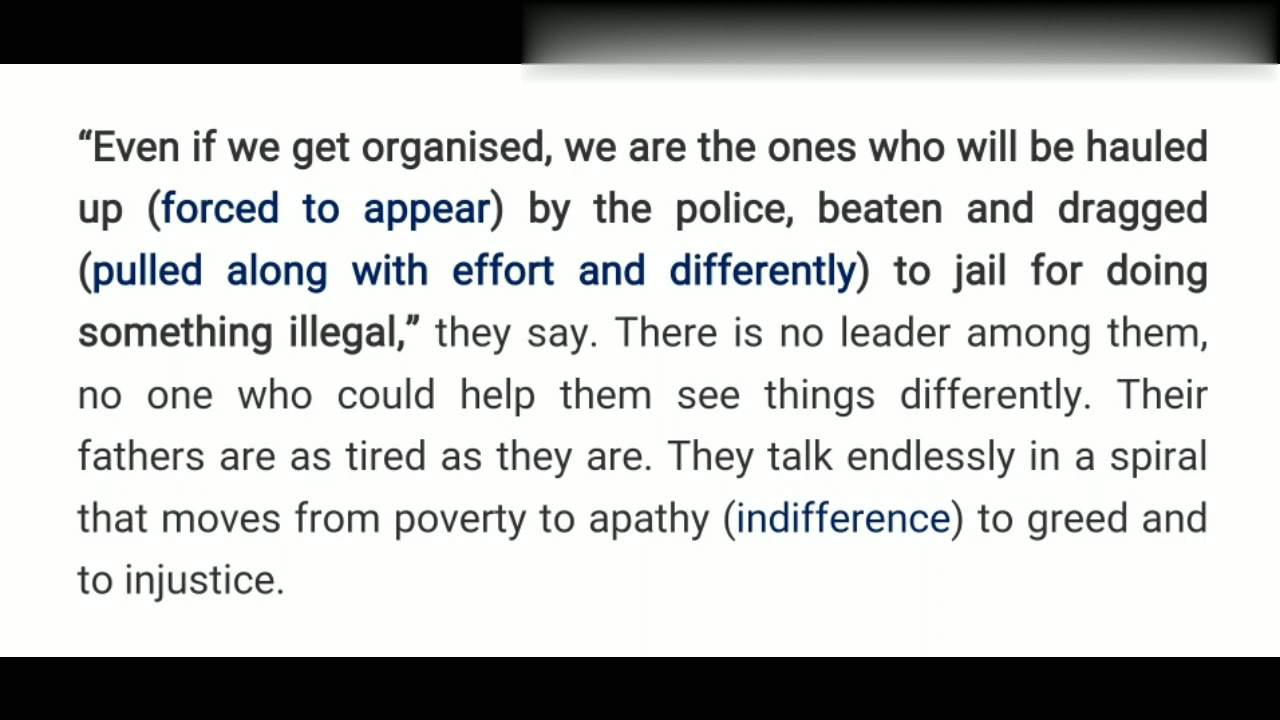 “Even if we get organised, we are the ones who will be hauled
up (forced to appear) by the police, beaten and dragged
(pulled along with effort and differently) to jail for doing
something illegal,” they say. There is no leader among them,
no one who could help them see things differently. Their
fathers are as tired as they are. They talk endlessly in a spiral
that moves from poverty to apathy (indifference) to greed and
to injustice.